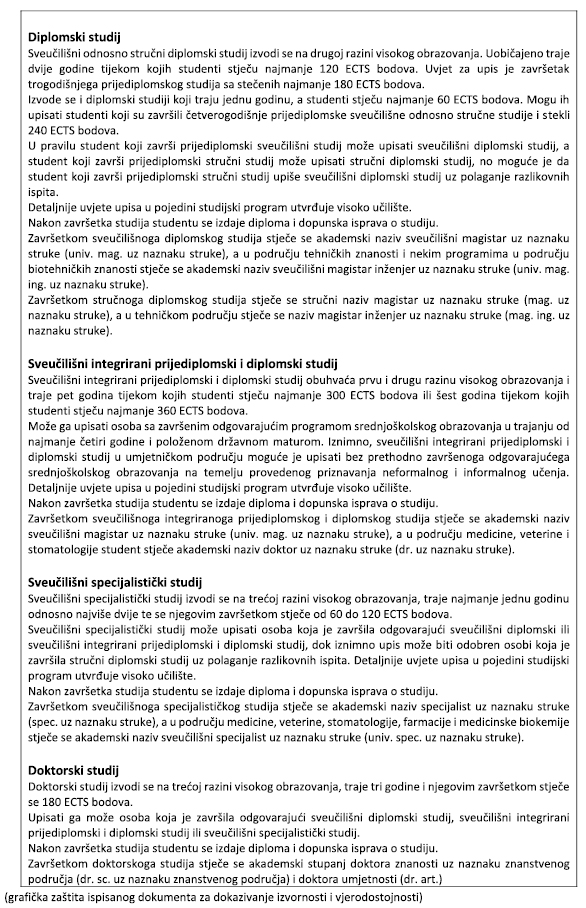 Diplomski studij
Sveučilišni odnosno stručni diplomski studij izvodi se na drugoj razini visokog obrazovanja. Uobičajeno traje
dvije godine tijekom kojih studenti stječu najmanje 120 ECTS bodova. Uvjet za upis je završetak
trogodišnjega prijediplomskog studija sa stečenih najmanje 180 ECTS bodova.
Izvode se i diplomski studiji koji traju jednu godinu, a studenti stječu najmanje 60 ECTS bodova. Mogu ih
upisati studenti koji su završili četverogodišnje prijediplomske sveučilišne odnosno stručne studije i stekli
240 ECTS bodova.
U pravilu student koji završi prijediplomski sveučilišni studij može upisati sveučilišni diplomski studij, a
student koji završi prijediplomski stručni studij može upisati stručni diplomski studij, no moguće je da
student koji završi prijediplomski stručni studij upiše sveučilišni diplomski studij uz polaganje razlikovnih
ispita.
Detaljnije uvjete upisa u pojedini studijski program utvrđuje visoko učilište.
Nakon završetka studija studentu se izdaje diploma i dopunska isprava o studiju.
Završetkom sveučilišnoga diplomskog studija stječe se akademski naziv sveučilišni magistar uz naznaku
struke (univ. mag. uz naznaku struke), a u području tehničkih znanosti i nekim programima u području
biotehničkih znanosti stječe se akademski naziv sveučilišni magistar inženjer uz naznaku struke (univ. mag.
ing. uz naznaku struke).
Završetkom stručnoga diplomskog studija stječe se stručni naziv magistar uz naznaku struke (mag. uz
naznaku struke), a u tehničkom području stječe se naziv magistar inženjer uz naznaku struke (mag. ing. uz
naznaku struke).
Sveučilišni integrirani prijediplomski i diplomski studij
Sveučilišni integrirani prijediplomski i diplomski studij obuhvaća prvu i drugu razinu visokog obrazovanja i
traje pet godina tijekom kojih studenti stječu najmanje 300 ECTS bodova ili šest godina tijekom kojih
studenti stječu najmanje 360 ECTS bodova.
Može ga upisati osoba sa završenim odgovarajućim programom srednjoškolskog obrazovanja u trajanju od
najmanje četiri godine i položenom državnom maturom. Iznimno, sveučilišni integrirani prijediplomski i
diplomski studij u umjetničkom području moguće je upisati bez prethodno završenoga odgovarajućega
srednjoškolskog obrazovanja na temelju provedenog priznavanja neformalnog i informalnog učenja.
Detaljnije uvjete upisa u pojedini studijski program utvrđuje visoko učilište.
Nakon završetka studija studentu se izdaje diploma i dopunska isprava o studiju.
Završetkom sveučilišnoga integriranoga prijediplomskog i diplomskog studija stječe se akademski naziv
sveučilišni magistar uz naznaku struke (univ. mag. uz naznaku struke), a u području medicine, veterine i
stomatologije student stječe akademski naziv doktor uz naznaku struke (dr. uz naznaku struke).
Sveučilišni specijalistički studij
Sveučilišni specijalistički studij izvodi se na trećoj razini visokog obrazovanja, traje najmanje jednu godinu
odnosno najviše dvije te se njegovim završetkom stječe od 60 do 120 ECTS bodova.
Sveučilišni specijalistički studij može upisati osoba koja je završila odgovarajući sveučilišni diplomski ili
sveučilišni integrirani prijediplomski i diplomski studij, dok iznimno upis može biti odobren osobi koja je
završila stručni diplomski studij uz polaganje razlikovnih ispita. Detaljnije uvjete upisa u pojedini studijski
program utvrđuje visoko učilište.
Nakon završetka studija studentu se izdaje diploma i dopunska isprava o studiju.
Završetkom sveučilišnoga specijalističkog studija stječe se akademski naziv specijalist uz naznaku struke
(spec. uz naznaku struke), a u području medicine, veterine, stomatologije, farmacije i medicinske biokemije
stječe se akademski naziv sveučilišni specijalist uz naznaku struke (univ. spec. uz naznaku struke).
Doktorski studij
Doktorski studij izvodi se na trećoj razini visokog obrazovanja, traje tri godine i njegovim završetkom stječe
se 180 ECTS bodova.
Upisati ga može osoba koja je završila odgovarajući sveučilišni diplomski studij, sveučilišni integrirani
prijediplomski i diplomski studij ili sveučilišni specijalistički studij.
Nakon završetka studija studentu se izdaje diploma i dopunska isprava o studiju.
Završetkom doktorskoga studija stječe se akademski stupanj doktora znanosti uz naznaku znanstvenog
područja (dr. sc. uz naznaku znanstvenog područja) i doktora umjetnosti (dr. art.)
(grafička zaštita ispisanog dokumenta za dokazivanje izvornosti i vjerodostojnosti)